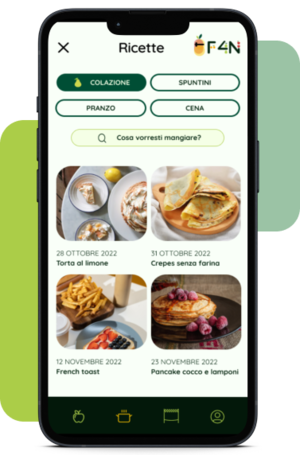 Ricette
F4N
COLAZIONE
SPUNTINI
PRANZO
CENA
Cosa vorresti mangiare?
28 OTTOBRE 2022
Torta al limone
31 OTTOBRE 2022
Crepes senza farina
12 NOVEMBRE 2022
French toast
23 NOVEMBRE 2022
Pancake cocco e lamponi